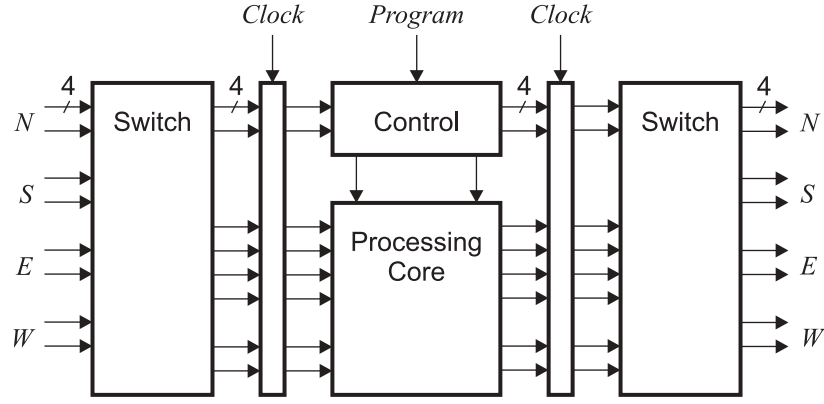 Clock
Program
Clock
4
4
4
4
N
Switch
Control
Switch
N
S
S
Processing
Core
E
E
W
W